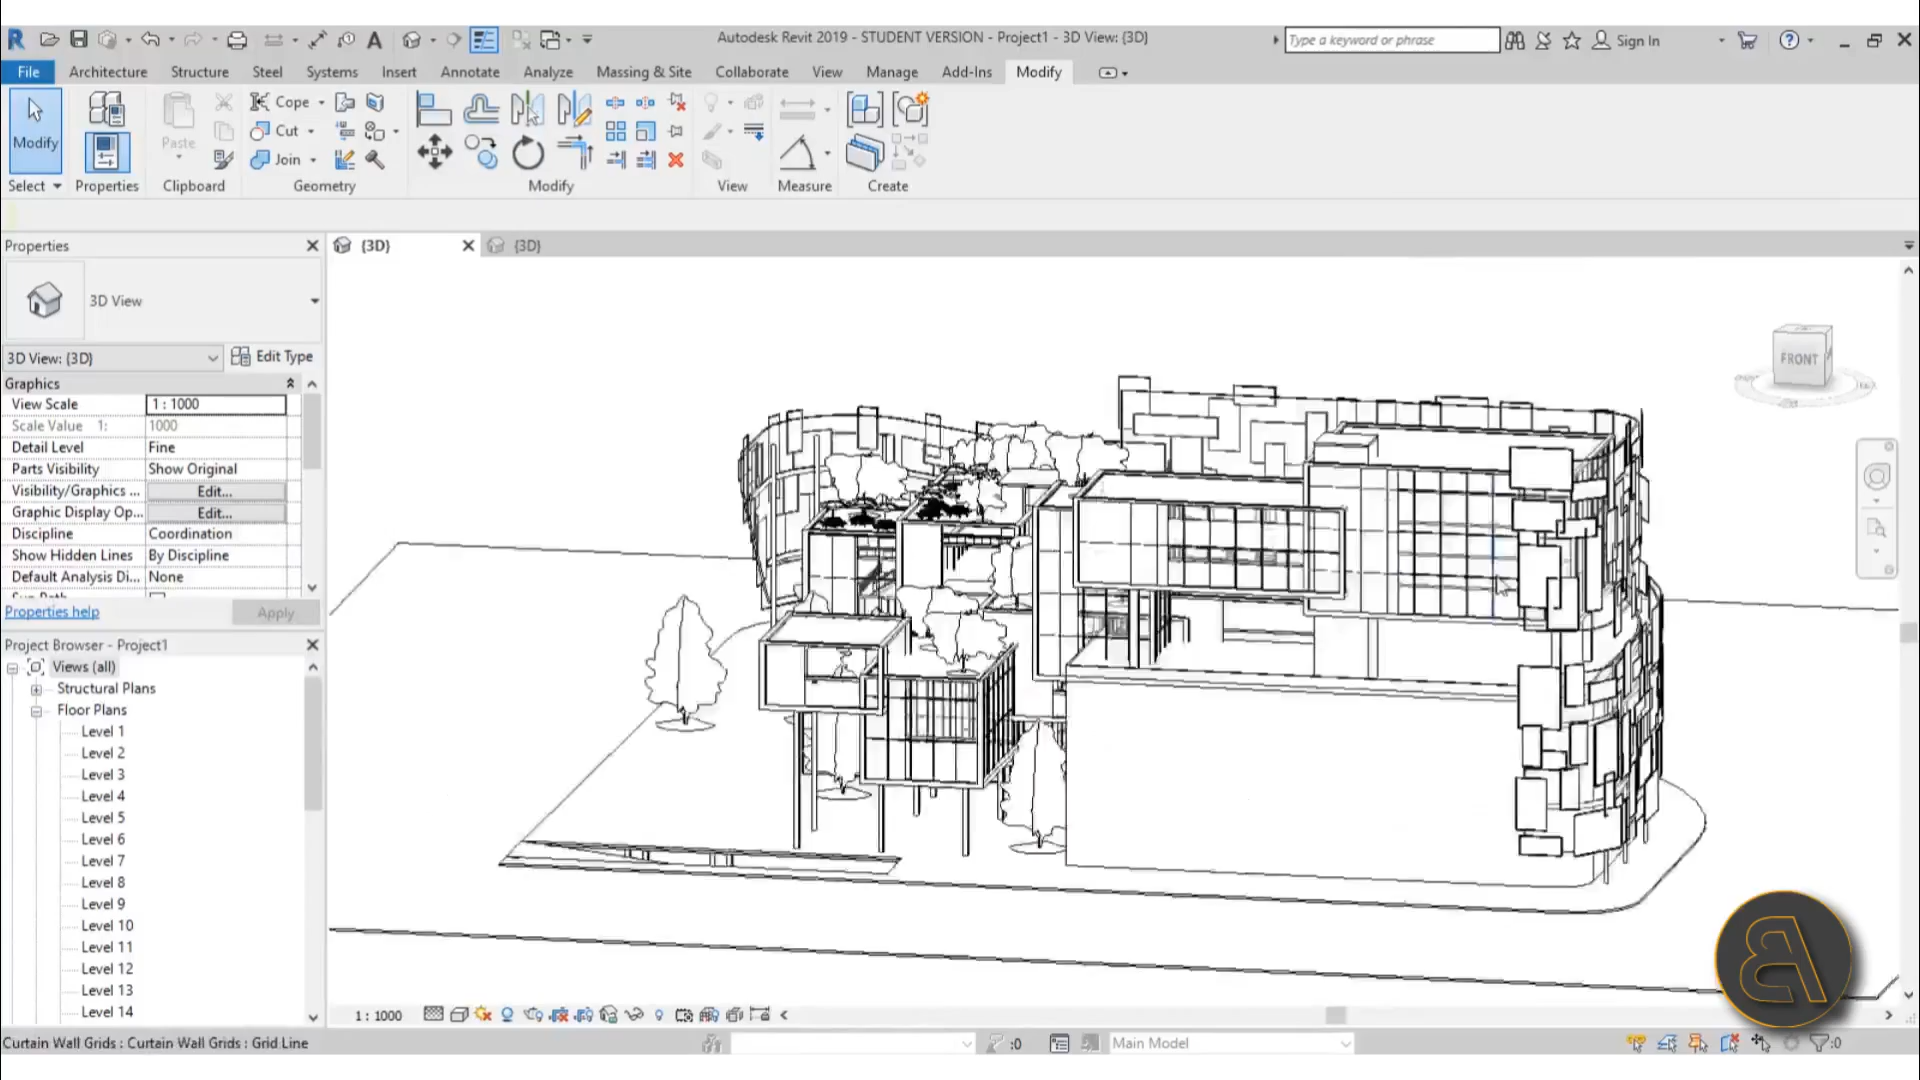 Autodesk Revit 2019 - STUDENT VERSION - Project1 - 3D View: {3D}
Type a keyword or phrase
Sign In
File Architecture Structure Steel Systems Insert Annotate Analyze Massing & Site Collaborate View Manage Add-Ins Modify
Modify
Paste
Cope
Cut
Join
Select Properties Clipboard Geometry Modify View Measure Create
Properties
{3D}
{3D}
3D View
3D View: {3D}
Edit Type
Graphics
View Scale 1 : 1000
Scale Value 1: 1000
Detail Level Fine
Parts Visibility Show Original
Visibility/Graphics ... Edit...
Graphic Display Op... Edit...
Discipline Coordination
Show Hidden Lines By Discipline
Default Analysis Di... None
Properties help
Apply
FRONT
Project Browser - Project1
Views (all)
Structural Plans
Floor Plans
Level 1
Level 2
Level 3
Level 4
Level 5
Level 6
Level 7
Level 8
Level 9
Level 10
Level 11
Level 12
Level 13
Level 14
1 : 1000
Curtain Wall Grids : Curtain Wall Grids : Grid Line
:0
Main Model
:0